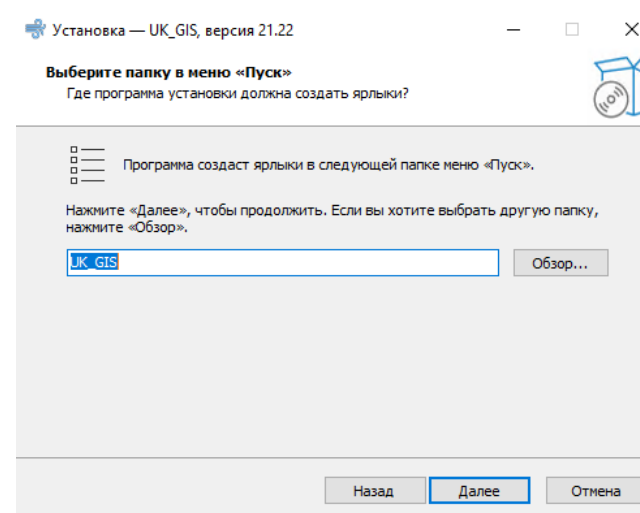 Установка — UK_GIS, версия 21.22
Выберите папку в меню «Пуск»
Где программа установки должна создать ярлыки?
Программа создаст ярлыки в следующей папке меню «Пуск».
Нажмите «Далее», чтобы продолжить. Если вы хотите выбрать другую папку,
нажмите «Обзор».
UK_GIS
Обзор...
Назад
Далее
Отмена